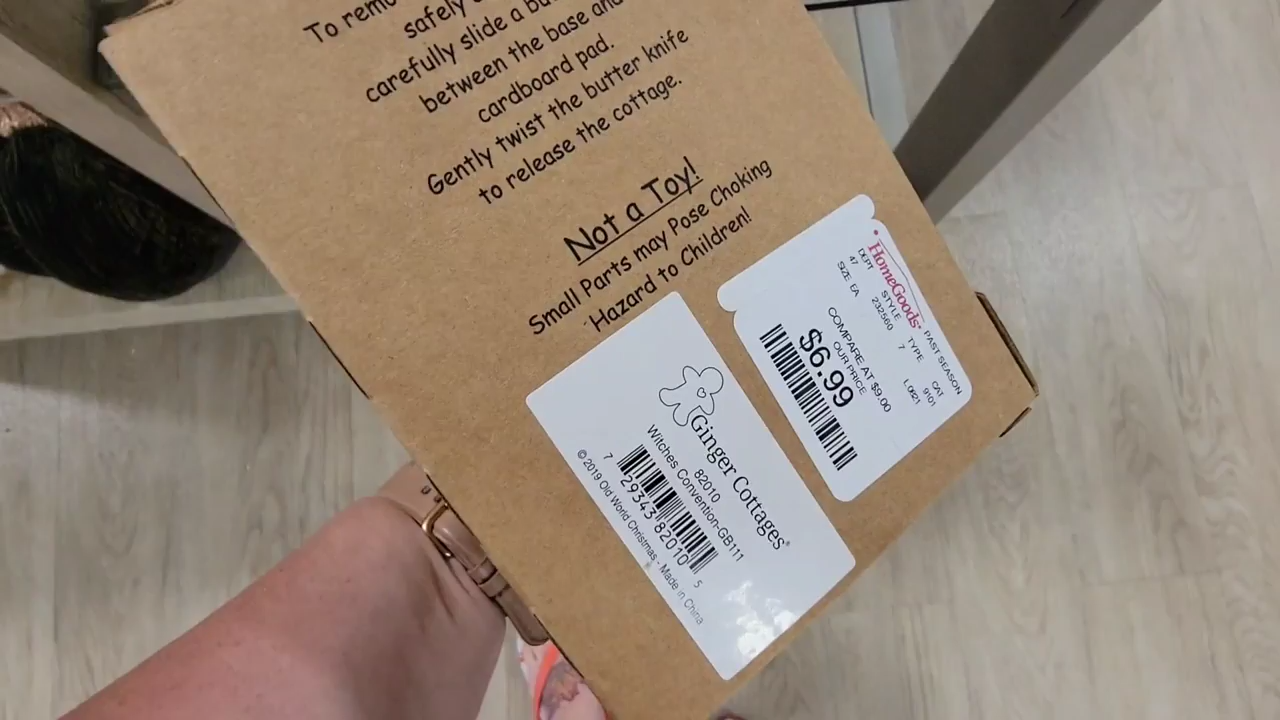 To remo
safely
carefully slide a bu
between the base and
cardboard pad.
Gently twist the butter knife
to release the cottage.
Not a Toy!
Small Parts may Pose Choking
Hazard to Children!
Ginger Cottages®
82010
Witches Convention-GB111
7 29343 82010 5
© 2019 Old World Christmas - Made in China
HomeGoods®
PAST SEASON
DEPT STYLE TYPE CAT
47 232560 7 9101
SIZE EA L0821
COMPARE AT $9.00
OUR PRICE
$6.99